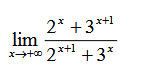 lim x→+∞ (2^x + 3^{x+1}) / (2^{x+1} + 3^x)